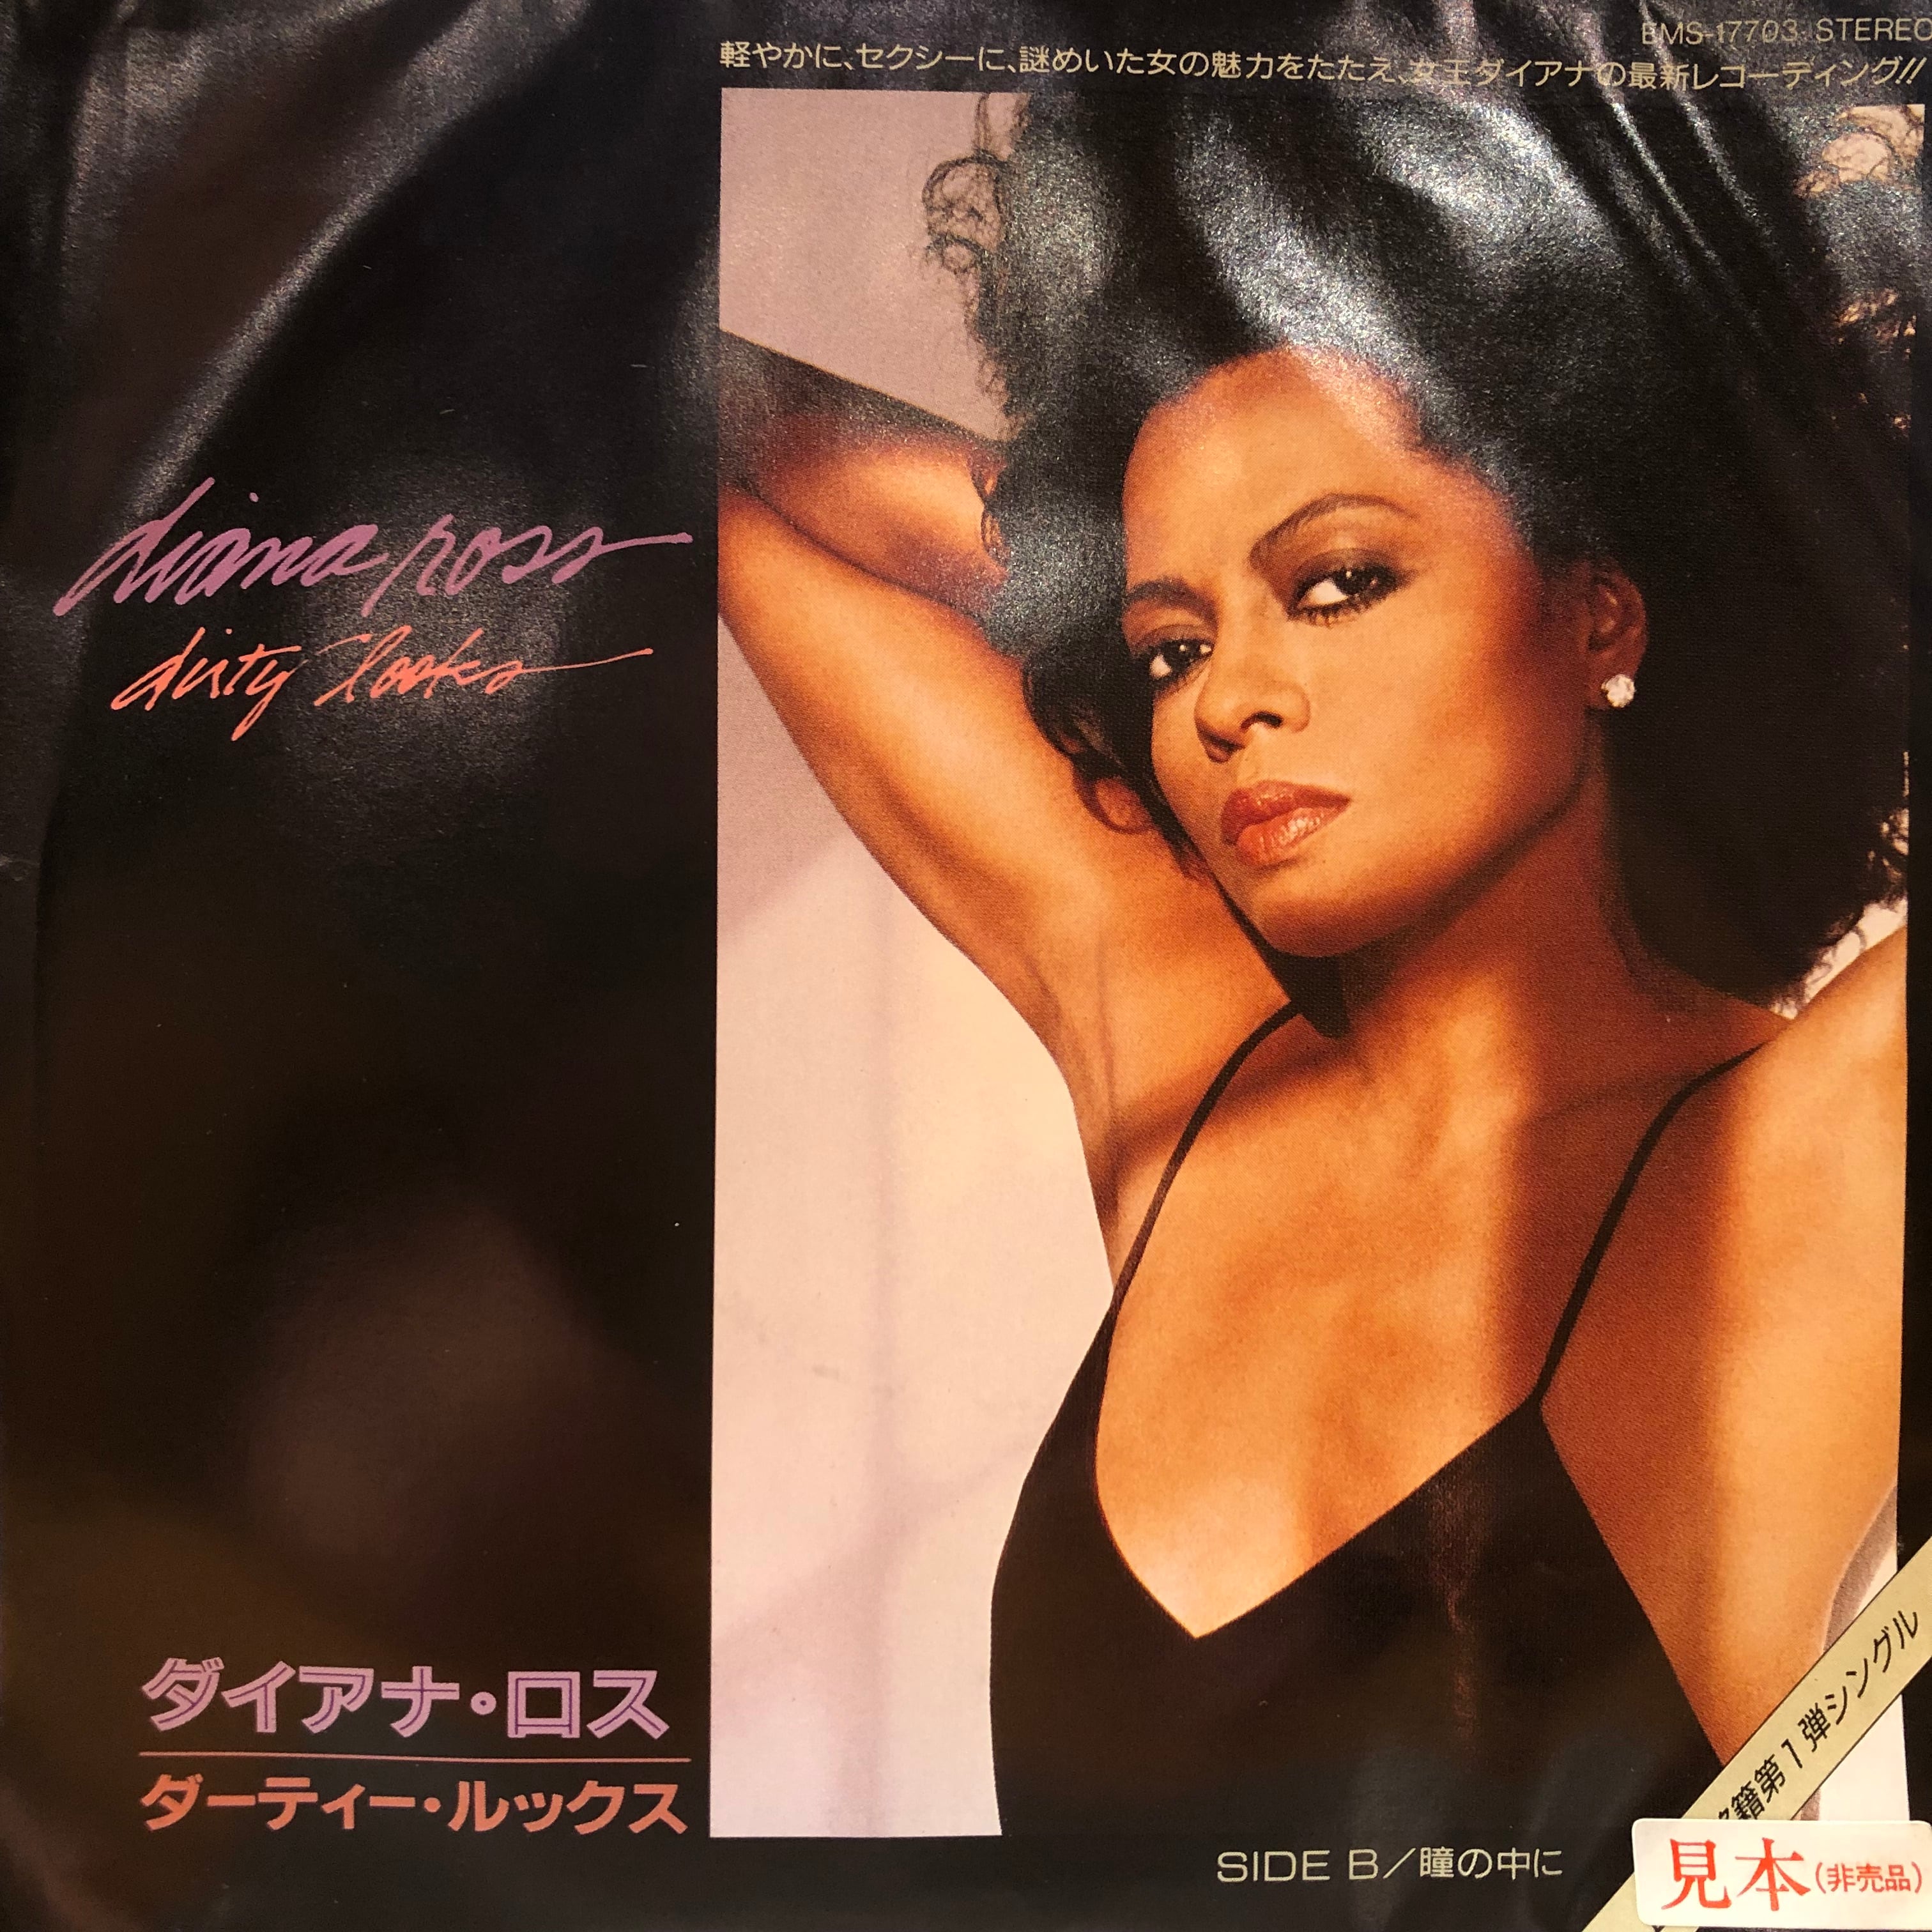 EMS-17703 STEREO
軽やかに、セクシーに、謎めいた女の魅力をたたえ、女王ダイアナの最新レコーディング!!
diana ross
dirty looks
ダイアナ・ロス
ダーティー・ルックス
籍第1弾シングル
SIDE B/瞳の中に
見本(非売品)